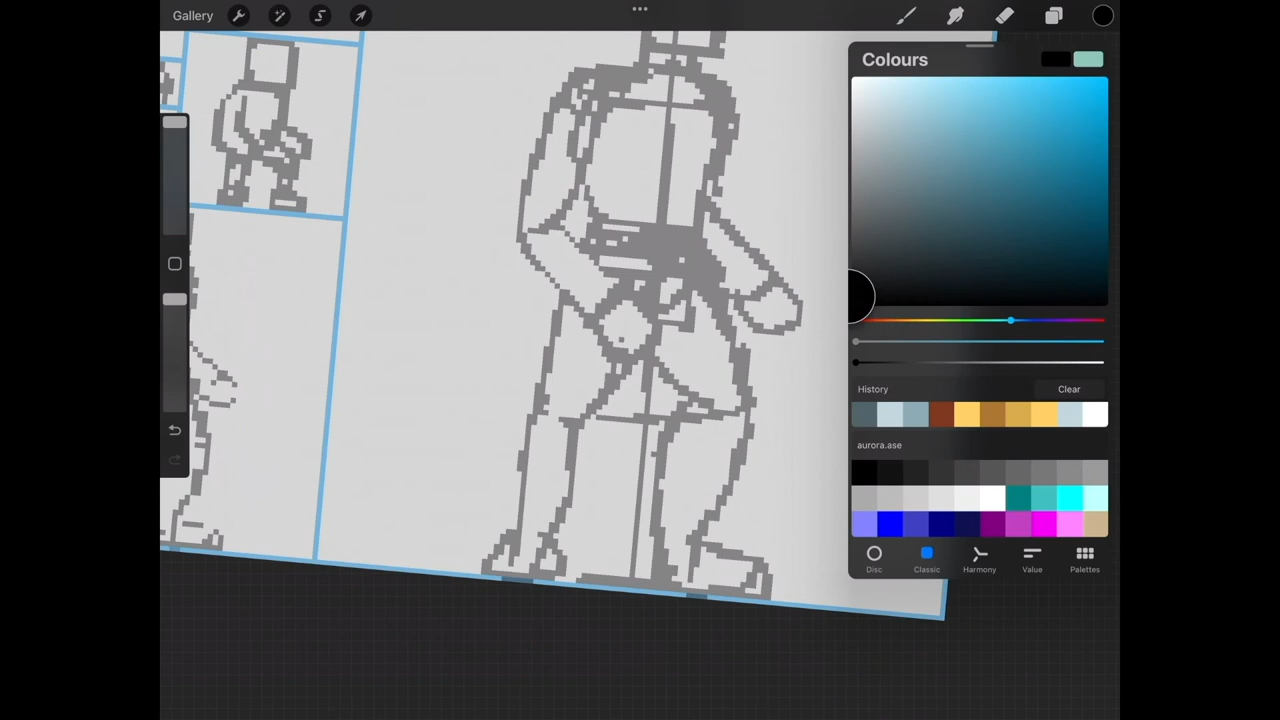 Gallery
Colours
History
Clear
aurora.ase
Disc
Classic
Harmony
Value
Palettes